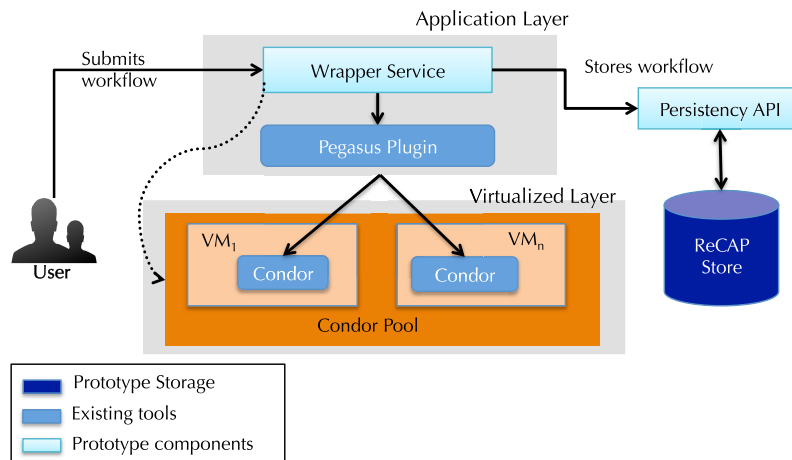 Application Layer
Submits
workflow
Wrapper Service
Stores workflow
Persistency API
Pegasus Plugin
Virtualized Layer
User
VM1
Condor
VMn
Condor
Condor Pool
ReCAP
Store
Prototype Storage
Existing tools
Prototype components